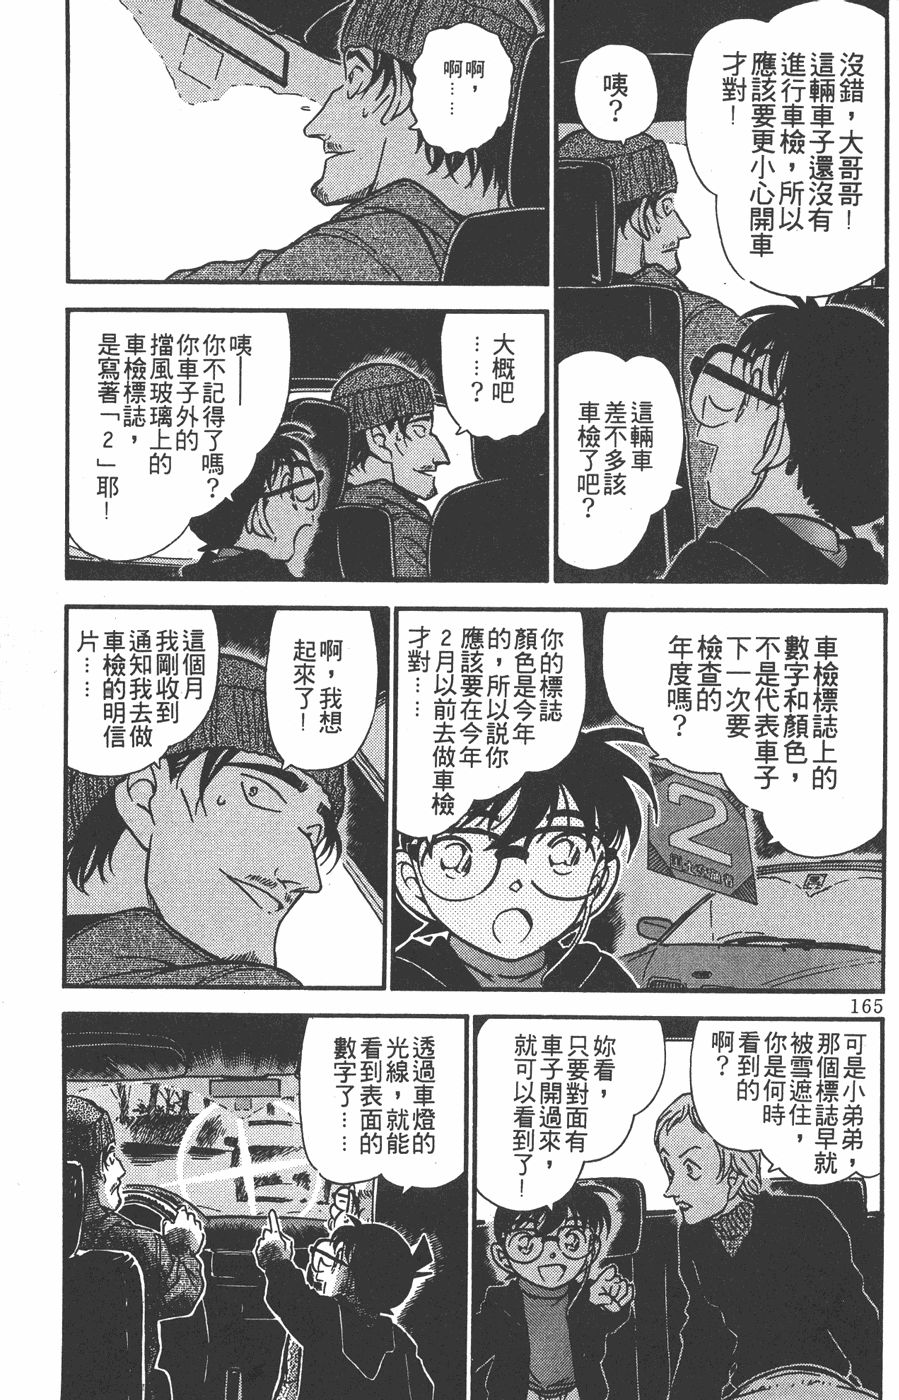 沒錯，大哥哥！
這輛車子還沒有
進行車檢，所以
應該要更小心開車
才對！
咦？
啊，
啊……
這輛車
差不多該
車檢了吧？
大概吧
……？
咦——
你不記得了嗎？
你車子外的
擋風玻璃上的
車檢標誌，
是寫著「２」耶！
車檢標誌上的
數字和顏色，
不是代表車子
下一次要
檢查的
年度嗎？
2
你的標誌
顏色是今年
的，所以說你
應該要在今年
２月以前去做車檢
才對…
啊，我想
起來了！
這個月
我剛收到
通知我去做
車檢的明信
片……
165
可是小弟弟，
那個標誌早就
被雪遮住，
你是何時
看到的
啊？
妳看，
只要對面有
車子開過來，
就可以看到了！
透過車燈的
光線，就能
看到表面的
數字了……